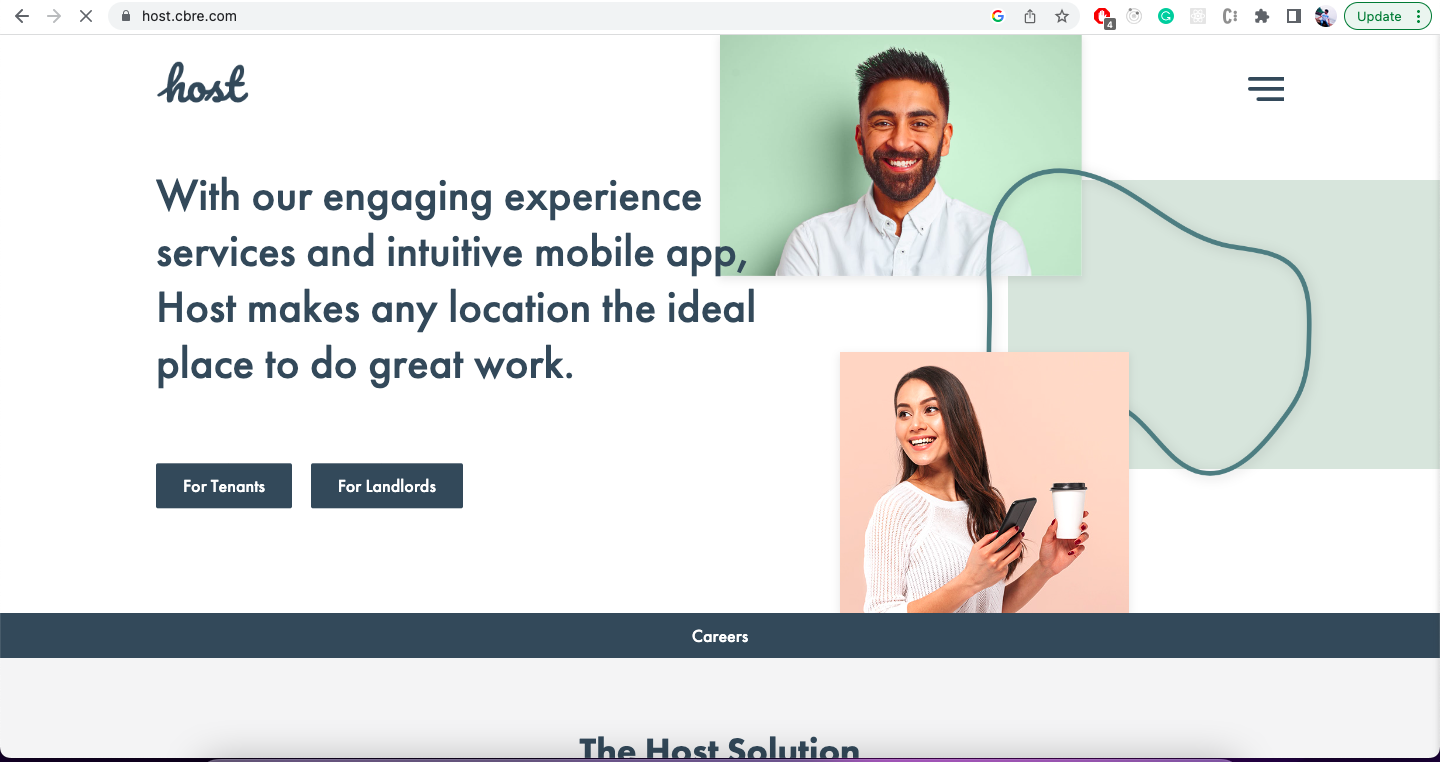 host.cbre.com
4
Update
host
With our engaging experience
services and intuitive mobile app,
Host makes any location the ideal
place to do great work.
For Tenants
For Landlords
Careers
The Host Solution